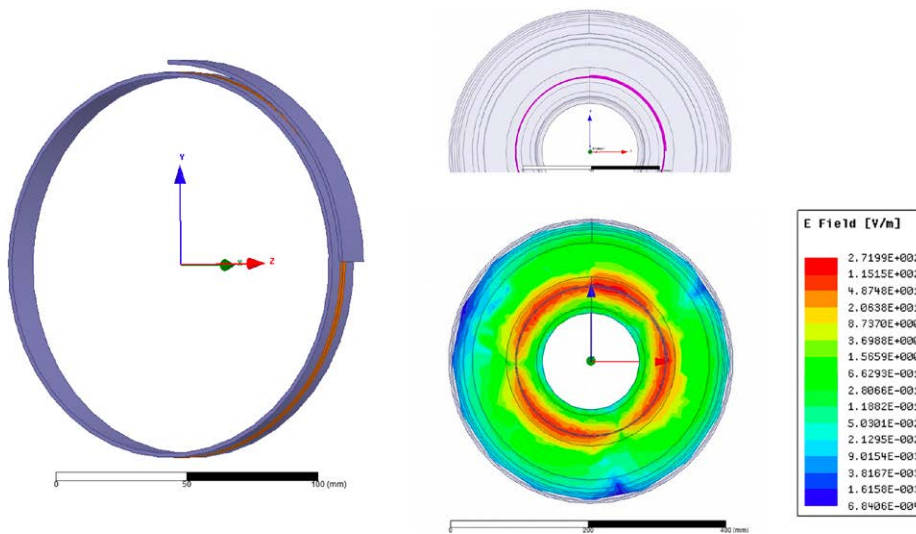 Y
Z
0
50
100 (mm)
E Field [V/m]
2.7199E+002
1.1515E+002
4.8748E+001
2.0638E+001
8.7370E+000
3.6988E+000
1.5659E+000
6.6293E-001
2.8066E-001
1.1882E-001
5.0301E-002
2.1295E-002
9.0154E-003
3.8167E-003
1.6158E-003
6.8406E-004
0
200
400 (mm)